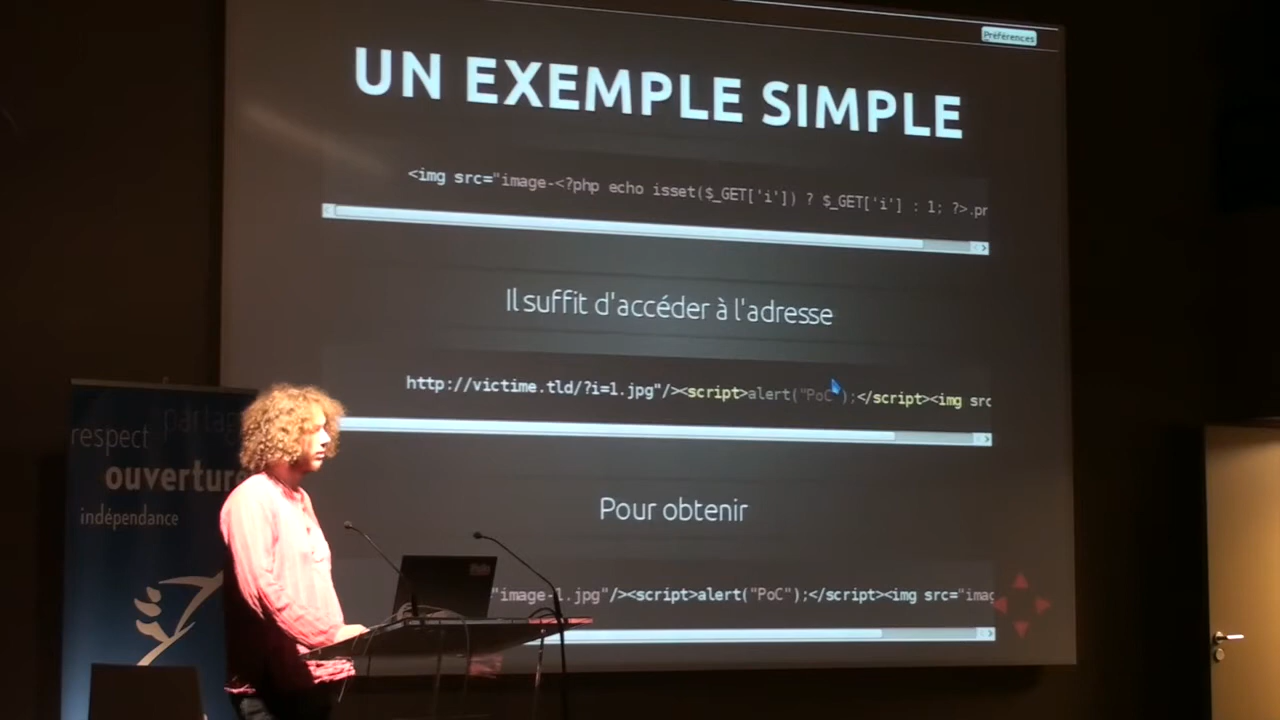 Préférences
UN EXEMPLE SIMPLE
<img src="image-<?php echo isset($_GET['i']) ? $_GET['i'] : 1; ?>.pr
Il suffit d'accéder à l'adresse
http://victime.tld/?i=1.jpg"/><script>alert("PoC");</script><img src
Pour obtenir
"image-1.jpg"/><script>alert("PoC");</script><img src="imag
partag
respect
ouverture
indépendance